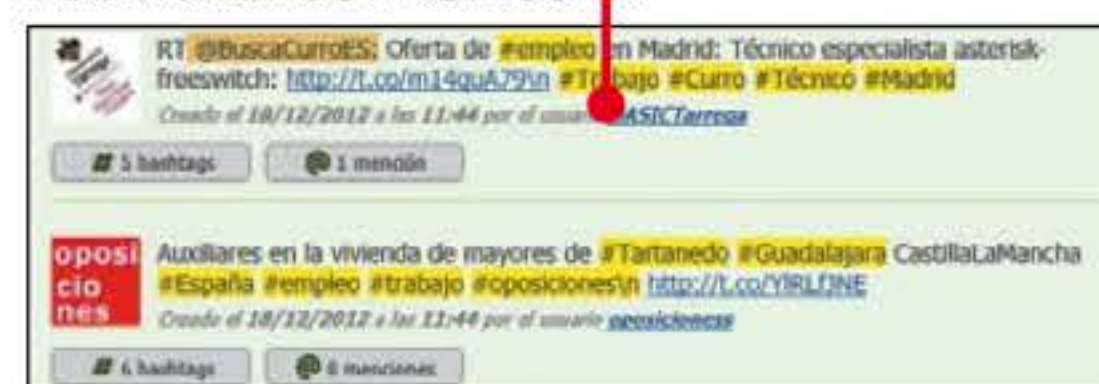 RT @BuscaCurroES: Oferta de #empleo en Madrid: Técnico especialista asterisk-
freeswitch: http://t.co/m14quA79\n #Trabajo #Curro #Técnico #Madrid
Creado el 18/12/2012 a las 11:44 por el usuario ASICTarrega
# 5 hashtags @ 1 mención
oposi
cio
nes
Auxiliares en la vivienda de mayores de #Tartanedo #Guadalajara CastillaLaMancha
#España #empleo #trabajo #oposiciones\n http://t.co/YlRLfJNE
Creado el 18/12/2012 a las 11:44 por el usuario oposicioness
# 6 hashtags @ 0 menciones